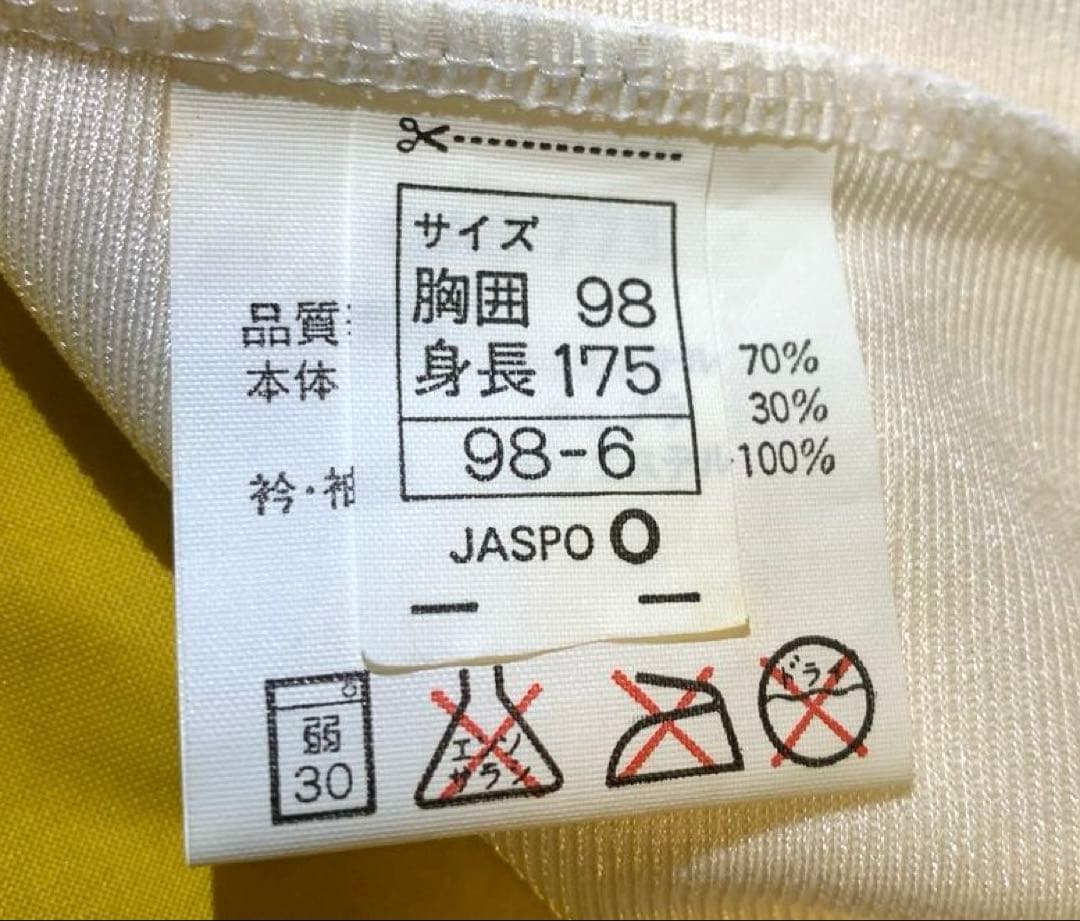 サイズ
胸囲 98
身長 175
98-6
JASPO O
品質
本体
70%
30%
衿・袖
100%
弱
30
エンソ
サラシ
ドライ